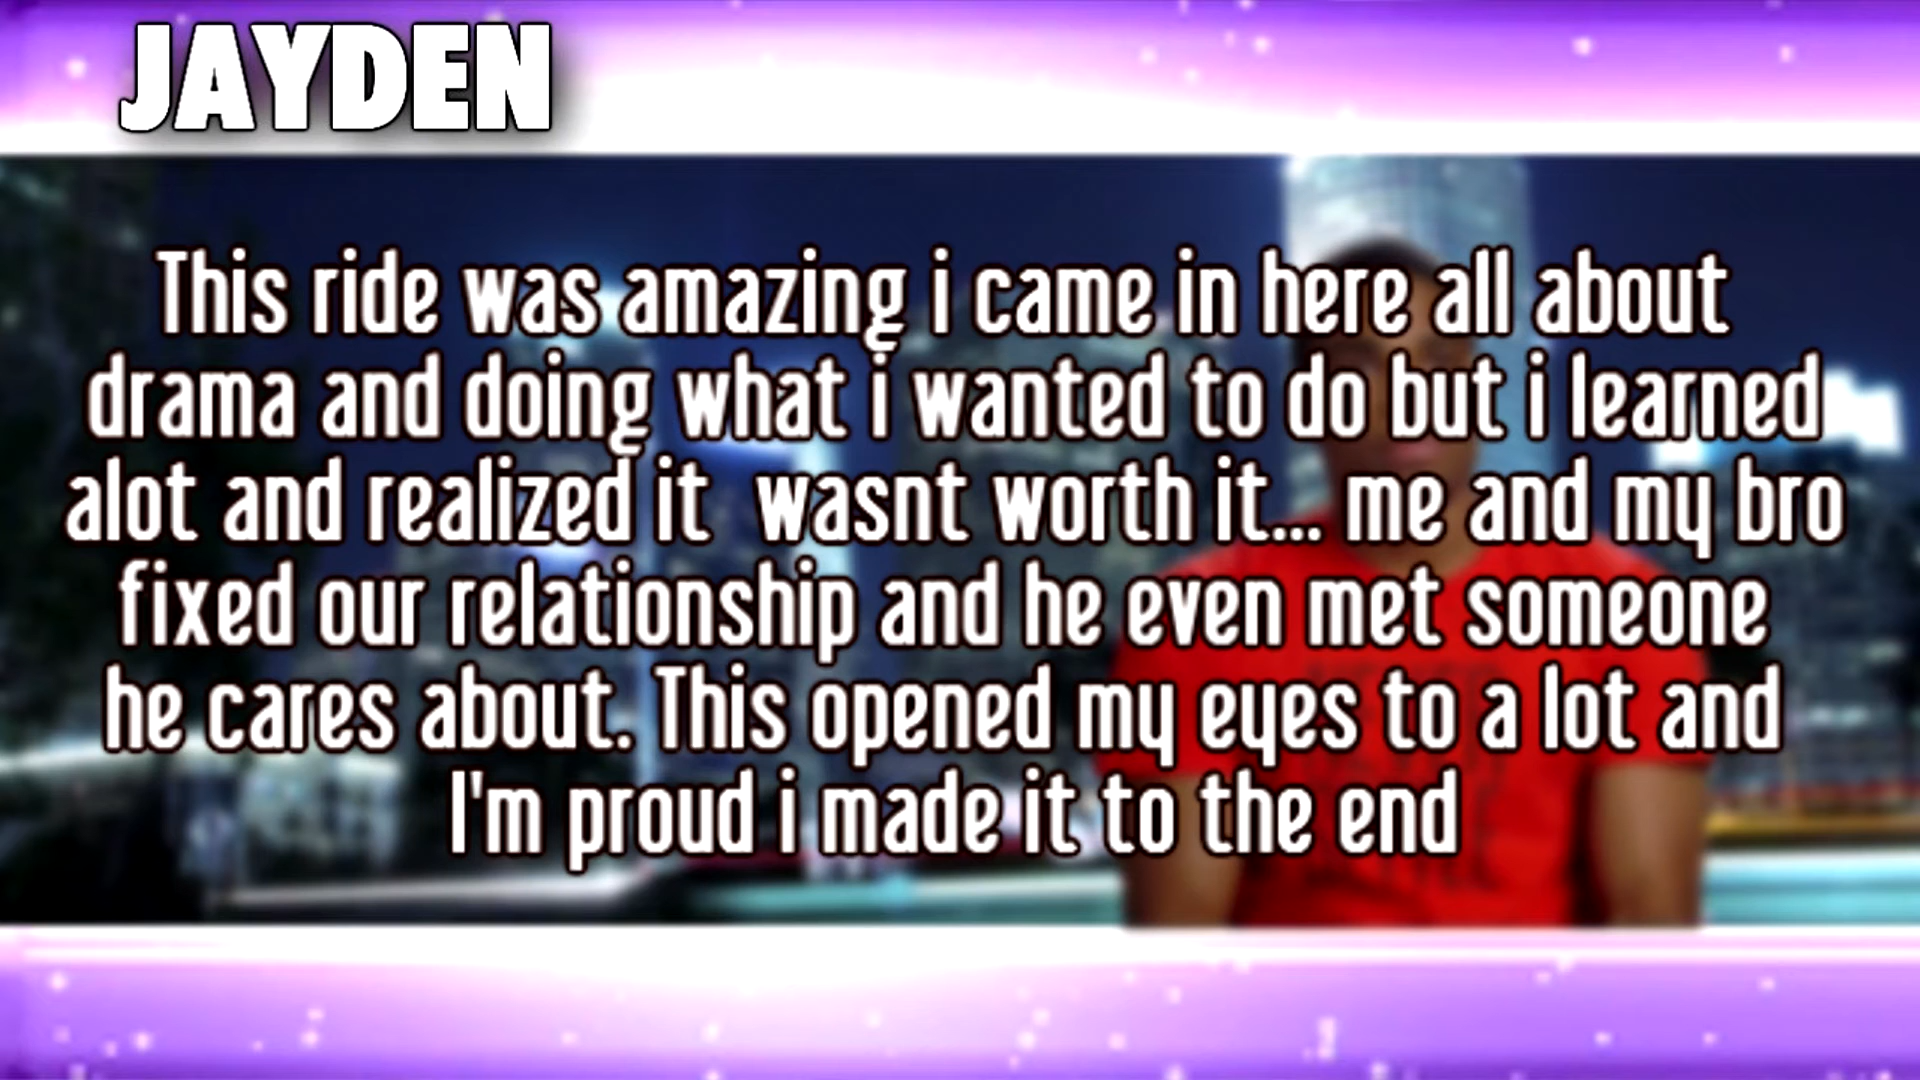 JAYDEN
This ride was amazing i came in here all about
drama and doing what i wanted to do but i learned
alot and realized it  wasnt worth it... me and my bro
fixed our relationship and he even met someone
he cares about. This opened my eyes to a lot and
I'm proud i made it to the end